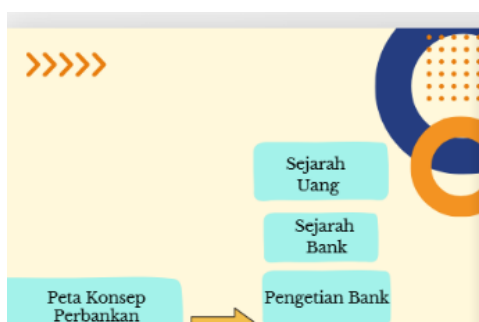 Sejarah
Uang
Sejarah
Bank
Pengetian Bank
Peta Konsep
Perbankan